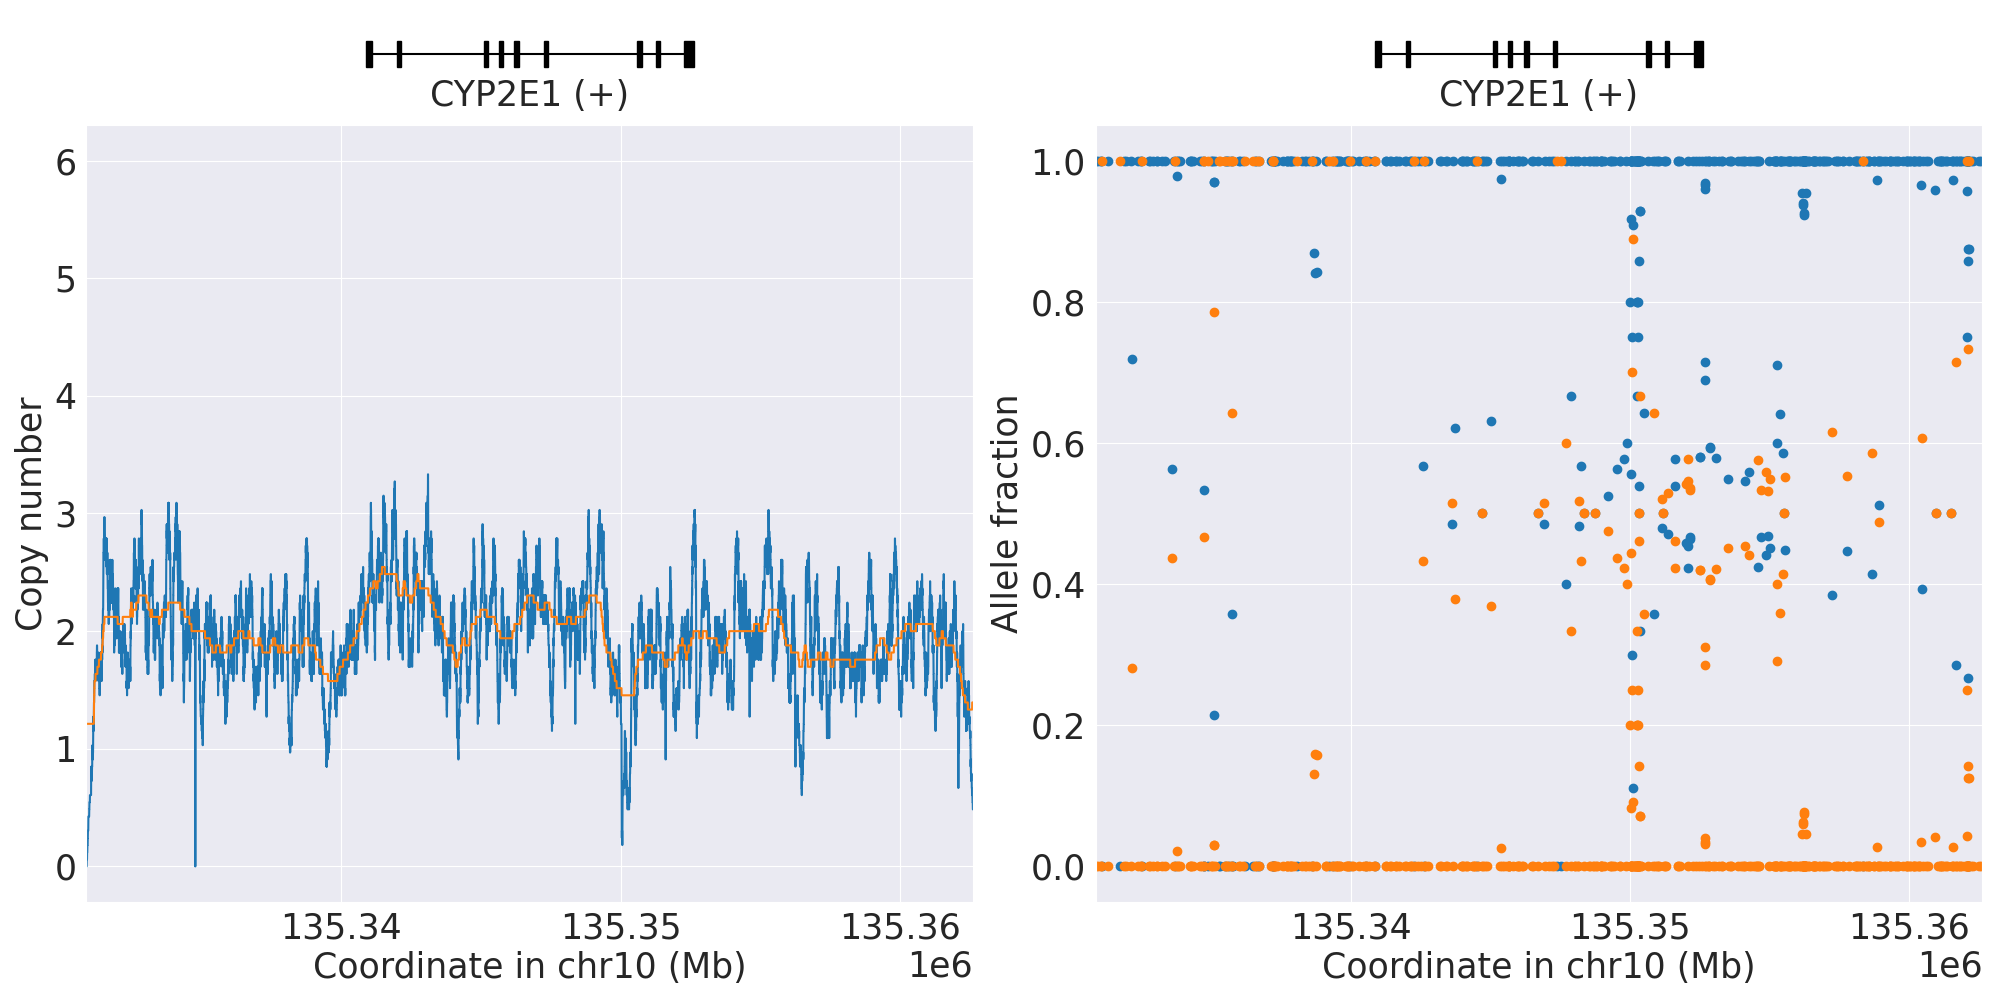 CYP2E1 (+)
6
5
4
3
2
1
0
Copy number
135.34 135.35 135.36
Coordinate in chr10 (Mb)
1e6
CYP2E1 (+)
1.0
0.8
0.6
0.4
0.2
0.0
Allele fraction
135.34 135.35 135.36
Coordinate in chr10 (Mb)
1e6